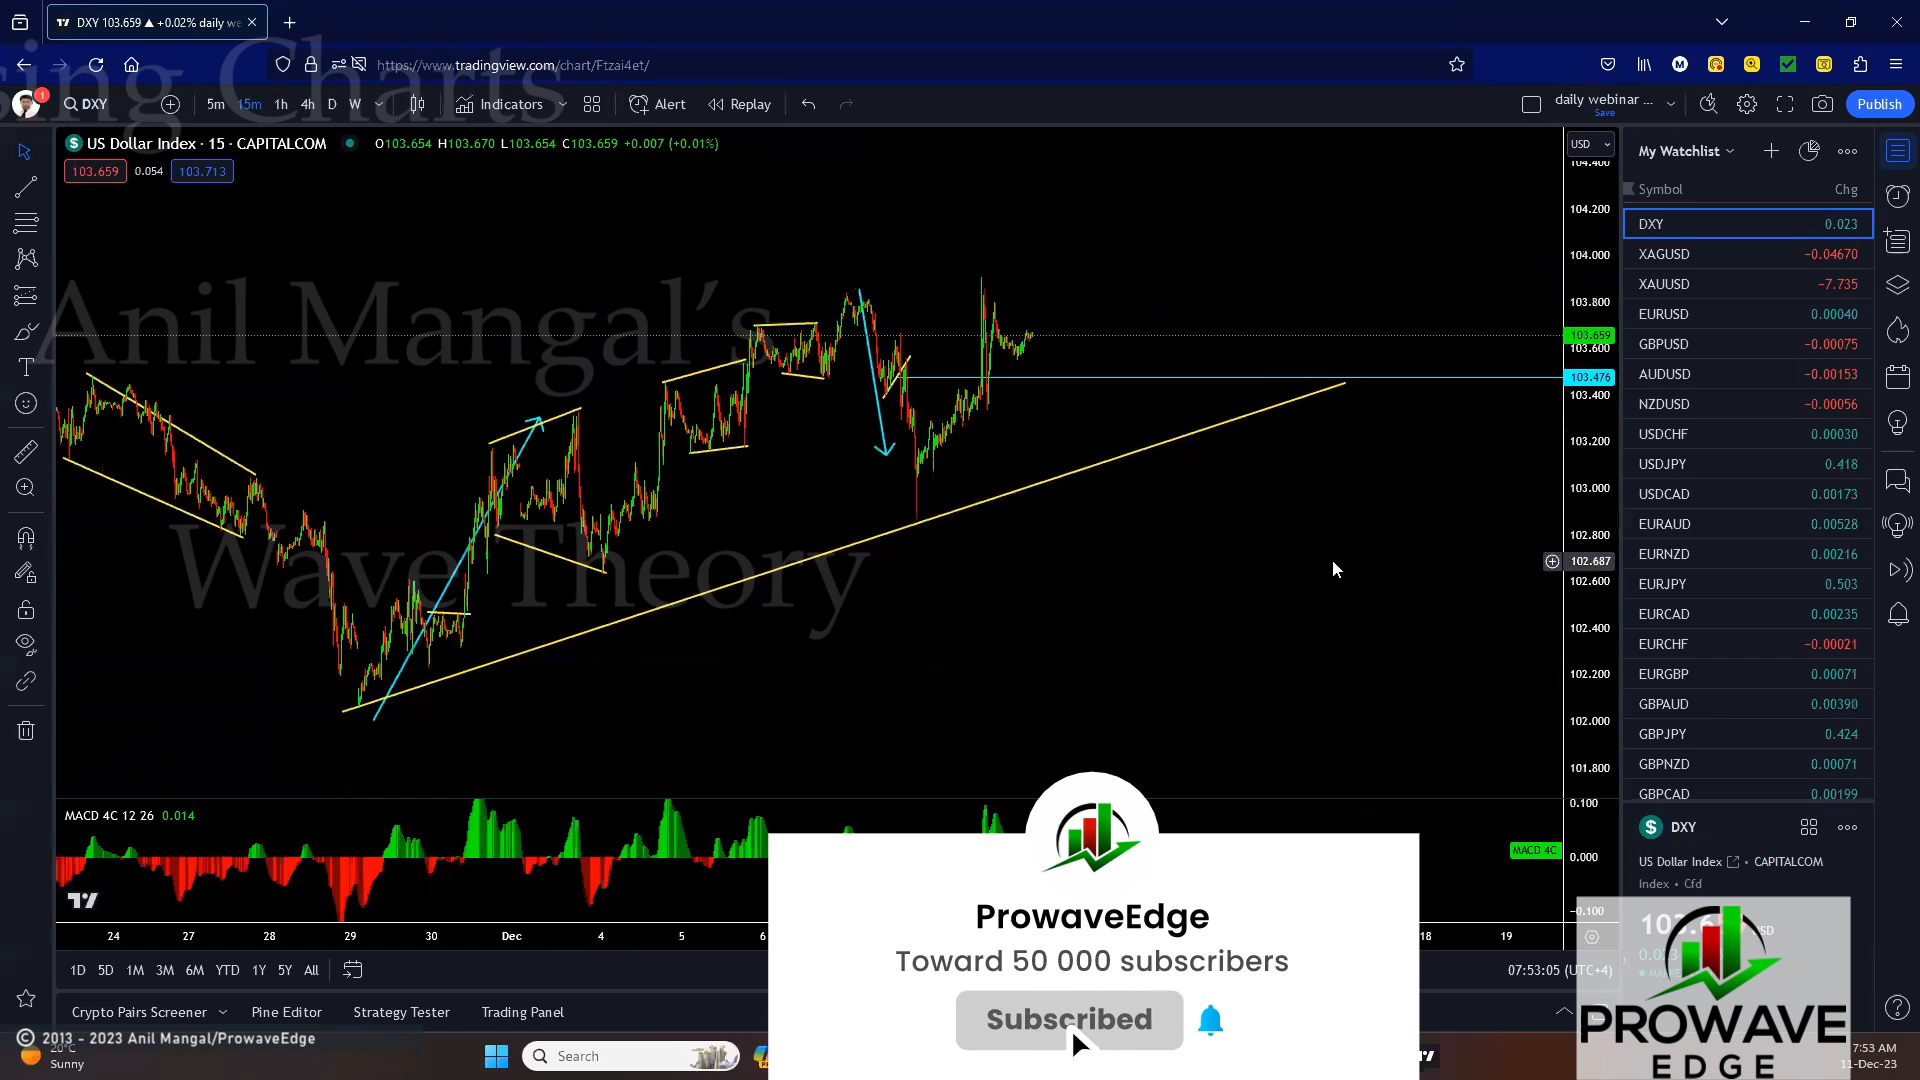 DXY 103.659 ▲ +0.02% daily we
sing Charts
https://www.tradingview.com/chart/Ftzai4et/
1
DXY
5m 15m 1h 4h D W
Indicators
Alert
Replay
daily webinar ...
Save
Publish
US Dollar Index · 15 · CAPITALCOM
O103.654 H103.670 L103.654 C103.659 +0.007 (+0.01%)
103.659 0.054 103.713
USD
104.400
104.200
104.000
103.800
103.659
103.600
103.476
103.400
103.200
103.000
102.800
102.687
102.600
102.400
102.200
102.000
101.800
Anil Mangal's
Wave Theory
My Watchlist
Symbol Chg
DXY 0.023
XAGUSD −0.04670
XAUUSD −7.735
EURUSD 0.00040
GBPUSD −0.00075
AUDUSD −0.00153
NZDUSD −0.00056
USDCHF 0.00030
USDJPY 0.418
USDCAD 0.00173
EURAUD 0.00528
EURNZD 0.00216
EURJPY 0.503
EURCAD 0.00235
EURCHF −0.00021
EURGBP 0.00071
GBPAUD 0.00390
GBPJPY 0.424
GBPNZD 0.00071
GBPCAD 0.00199
MACD 4C 12 26 0.014
0.100
MACD 4C
0.000
−0.100
24 27 28 29 30 Dec 4 5 6 18 19
DXY
US Dollar Index · CAPITALCOM
Index · Cfd
ProwaveEdge
Toward 50 000 subscribers
Subscribed
1D 5D 1M 3M 6M YTD 1Y 5Y All
07:53:05 (UTC+4)
Crypto Pairs Screener Pine Editor Strategy Tester Trading Panel
© 2013 - 2023 Anil Mangal/ProwaveEdge
20°C
Sunny
Search
PROWAVE
EDGE
7:53 AM
11-Dec-23